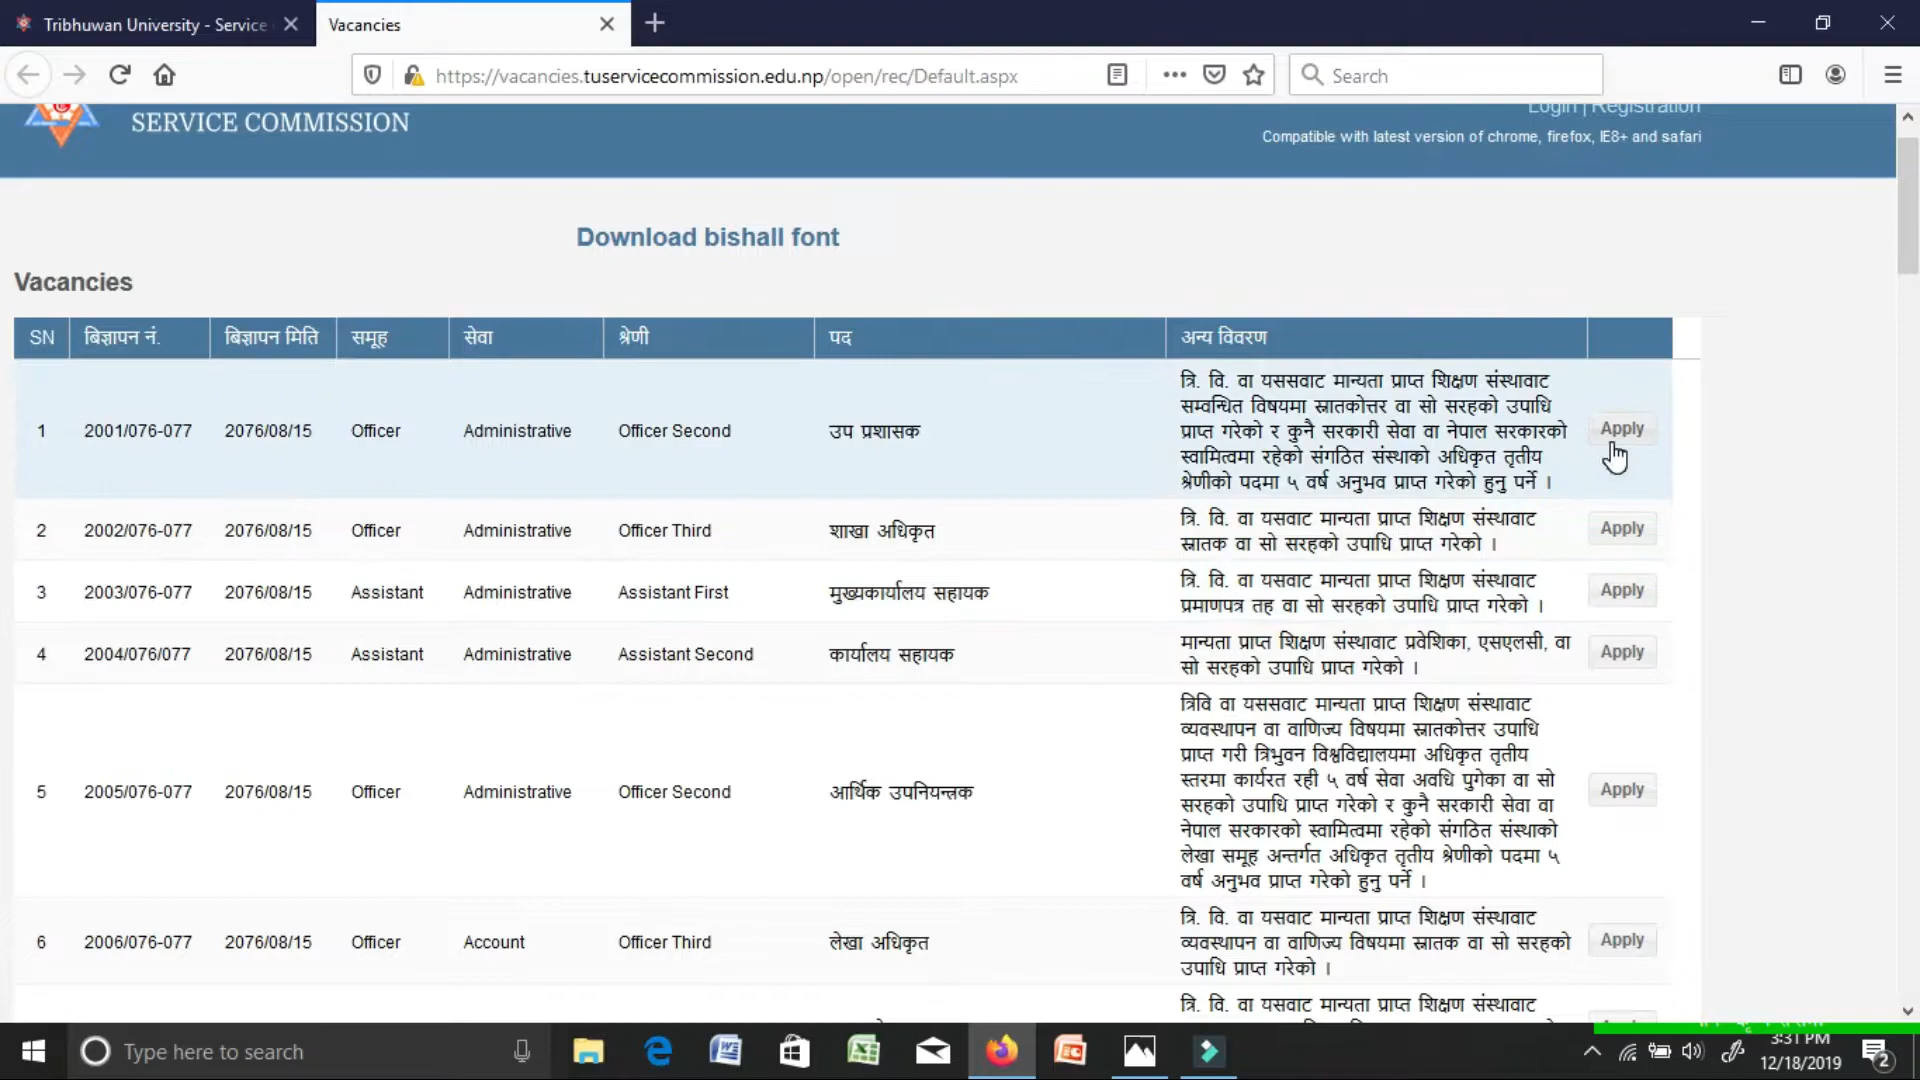 Tribhuwan University - Service
Vacancies
https://vacancies.tuservicecommission.edu.np/open/rec/Default.aspx
Search
SERVICE COMMISSION
Login | Registration
Compatible with latest version of chrome, firefox, IE8+ and safari
Download bishall font
Vacancies
SN बिज्ञापन नं. बिज्ञापन मिति समूह सेवा श्रेणी पद अन्य विवरण
1 2001/076-077 2076/08/15 Officer Administrative Officer Second उप प्रशासक
त्रि. वि. वा यससवाट मान्यता प्राप्त शिक्षण संस्थावाट
सम्वन्धित विषयमा स्नातकोत्तर वा सो सरहको उपाधि
प्राप्त गरेको र कुनै सरकारी सेवा वा नेपाल सरकारको
स्वामित्वमा रहेको संगठित संस्थाको अधिकृत तृतीय
श्रेणीको पदमा ५ वर्ष अनुभव प्राप्त गरेको हुनु पर्ने ।
Apply
2 2002/076-077 2076/08/15 Officer Administrative Officer Third शाखा अधिकृत
त्रि. वि. वा यसवाट मान्यता प्राप्त शिक्षण संस्थावाट
स्नातक वा सो सरहको उपाधि प्राप्त गरेको ।
Apply
3 2003/076-077 2076/08/15 Assistant Administrative Assistant First मुख्यकार्यालय सहायक
त्रि. वि. वा यसवाट मान्यता प्राप्त शिक्षण संस्थावाट
प्रमाणपत्र तह वा सो सरहको उपाधि प्राप्त गरेको ।
Apply
4 2004/076/077 2076/08/15 Assistant Administrative Assistant Second कार्यालय सहायक
मान्यता प्राप्त शिक्षण संस्थावाट प्रवेशिका, एसएलसी, वा
सो सरहको उपाधि प्राप्त गरेको ।
Apply
5 2005/076-077 2076/08/15 Officer Administrative Officer Second आर्थिक उपनियन्त्रक
त्रिवि वा यससवाट मान्यता प्राप्त शिक्षण संस्थावाट
व्यवस्थापन वा वाणिज्य विषयमा स्नातकोत्तर उपाधि
प्राप्त गरी त्रिभुवन विश्वविद्यालयमा अधिकृत तृतीय
स्तरमा कार्यरत रही ५ वर्ष सेवा अवधि पुगेका वा सो
सरहको उपाधि प्राप्त गरेको र कुनै सरकारी सेवा वा
नेपाल सरकारको स्वामित्वमा रहेको संगठित संस्थाको
लेखा समूह अन्तर्गत अधिकृत तृतीय श्रेणीको पदमा ५
वर्ष अनुभव प्राप्त गरेको हुनु पर्ने ।
Apply
6 2006/076-077 2076/08/15 Officer Account Officer Third लेखा अधिकृत
त्रि. वि. वा यसवाट मान्यता प्राप्त शिक्षण संस्थावाट
व्यवस्थापन वा वाणिज्य विषयमा स्नातक वा सो सरहको
उपाधि प्राप्त गरेको ।
Apply
त्रि. वि. वा यसवाट मान्यता प्राप्त शिक्षण संस्थावाट
Type here to search
3:31 PM
12/18/2019
2